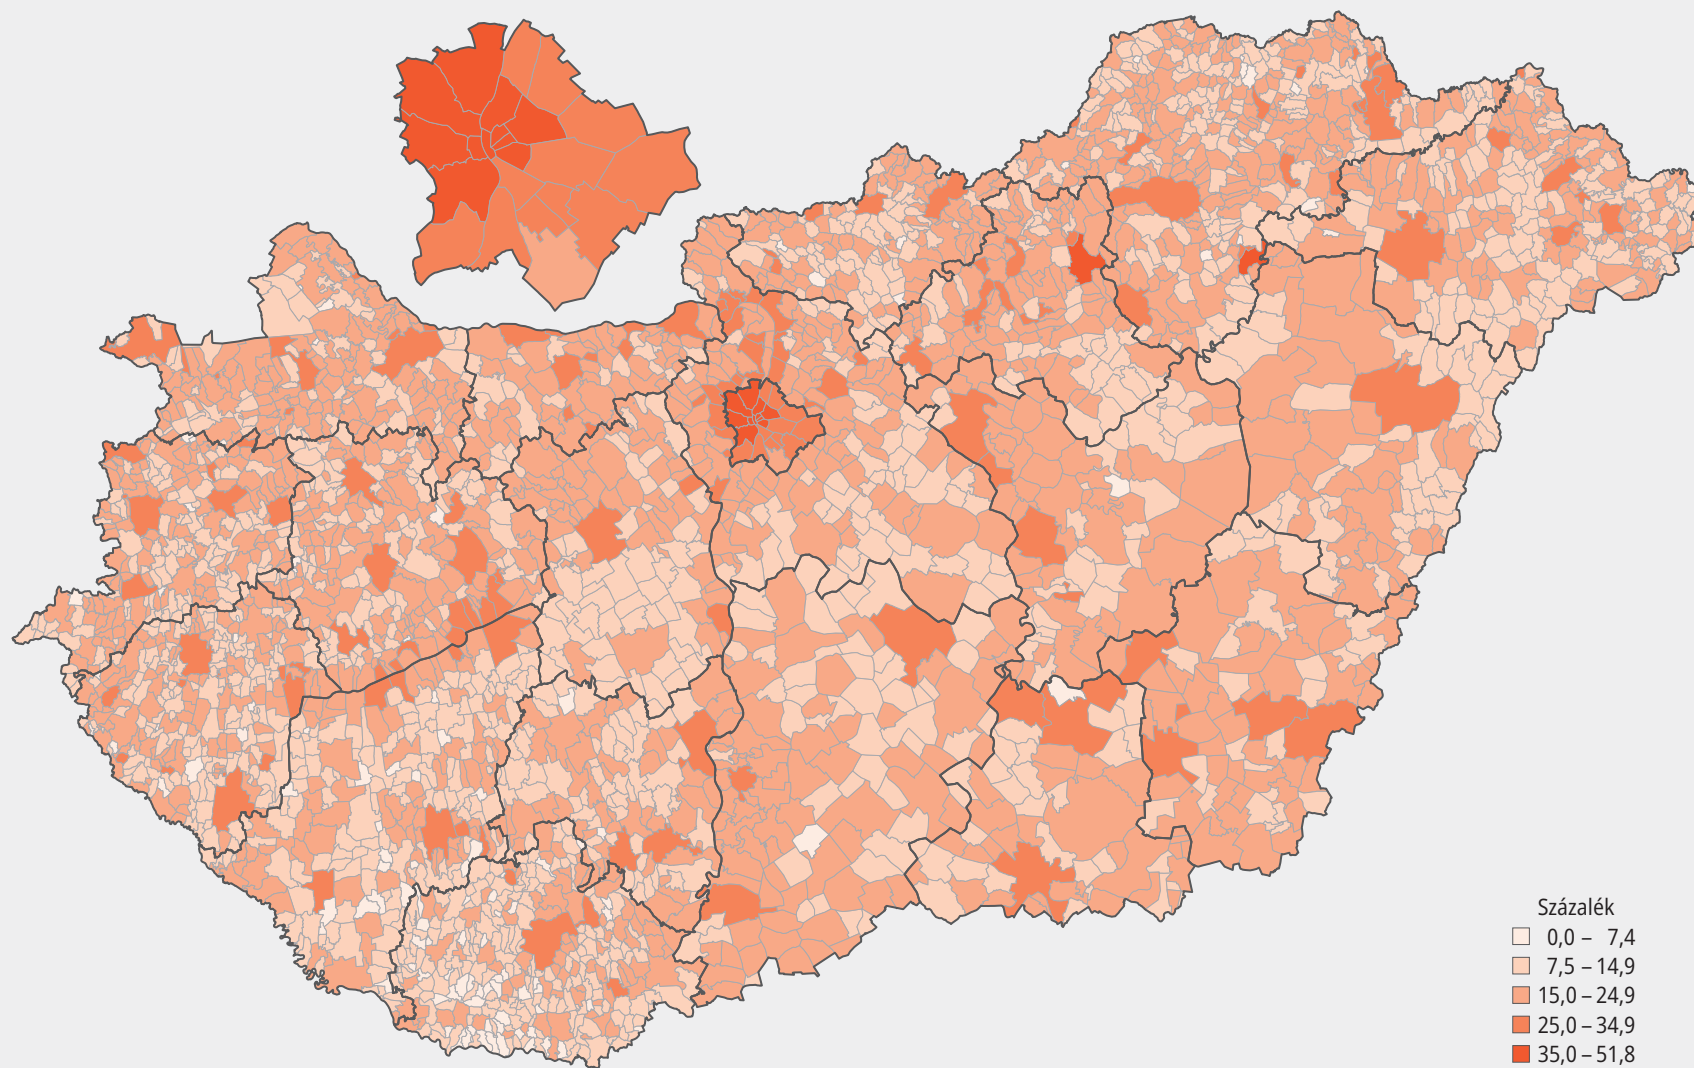 Százalék
0,0 – 7,4
7,5 – 14,9
15,0 – 24,9
25,0 – 34,9
35,0 – 51,8